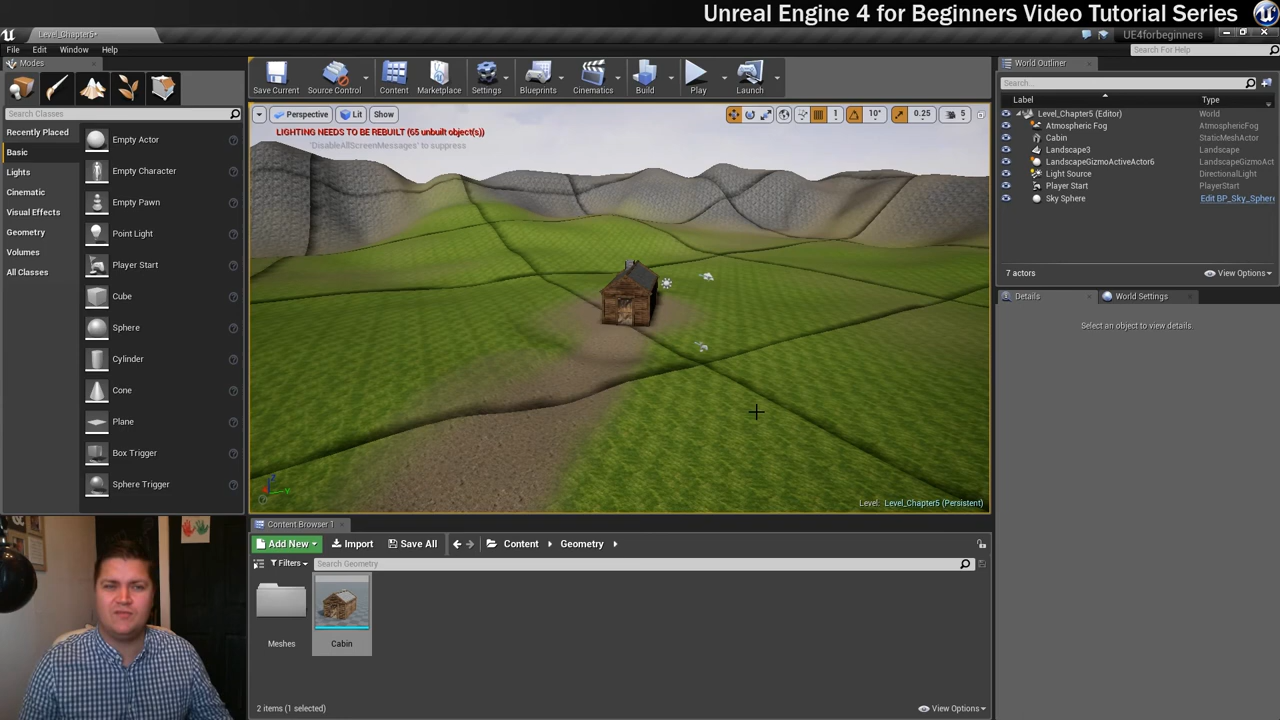 Unreal Engine 4 for Beginners Video Tutorial Series
Level_Chapter5*
UE4forbeginners
File Edit Window Help
Search For Help
Modes
Search Classes
Recently Placed
Basic
Lights
Cinematic
Visual Effects
Geometry
Volumes
All Classes
Empty Actor
Empty Character
Empty Pawn
Point Light
Player Start
Cube
Sphere
Cylinder
Cone
Plane
Box Trigger
Sphere Trigger
Save Current Source Control Content Marketplace Settings Blueprints Cinematics Build Play Launch
Perspective Lit Show
1 10° 0.25 5
LIGHTING NEEDS TO BE REBUILT (65 unbuilt object(s))
'DisableAllScreenMessages' to suppress
Level: Level_Chapter5 (Persistent)
World Outliner
Search...
Label Type
Level_Chapter5 (Editor) World
Atmospheric Fog AtmosphericFog
Cabin StaticMeshActor
Landscape3 Landscape
LandscapeGizmoActiveActor6 LandscapeGizmoAct
Light Source DirectionalLight
Player Start PlayerStart
Sky Sphere Edit BP_Sky_Sphere
7 actors View Options
Details World Settings
Select an object to view details.
Content Browser 1
Add New Import Save All Content Geometry
Filters Search Geometry
Meshes Cabin
2 items (1 selected) View Options